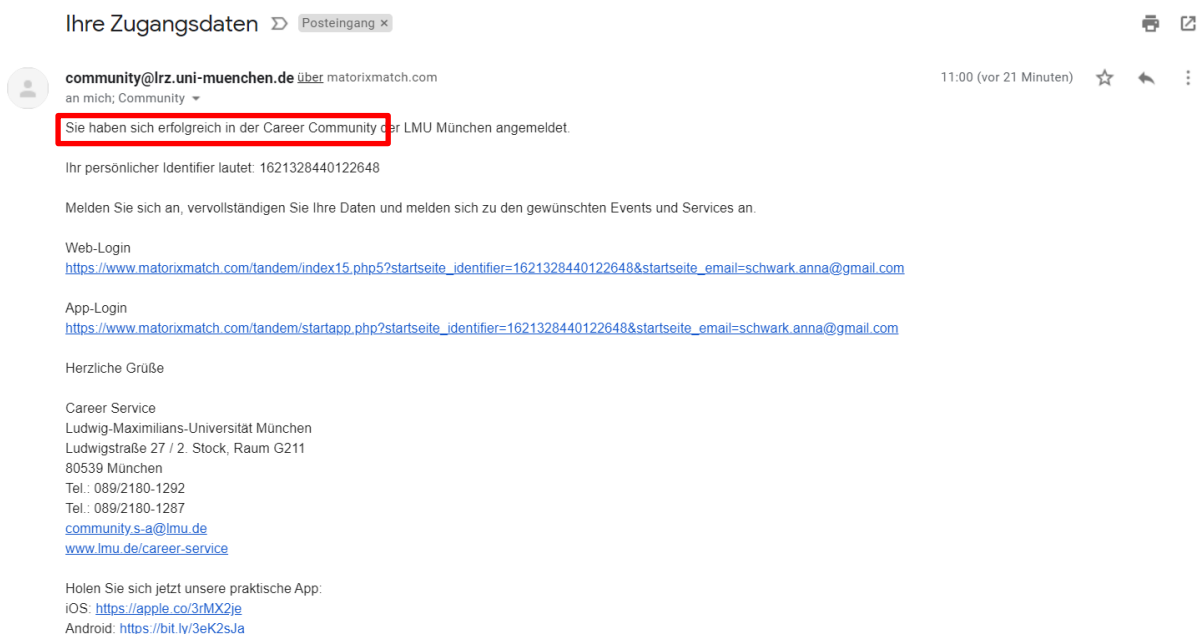 Ihre Zugangsdaten Posteingang ×
community@lrz.uni-muenchen.de über matorixmatch.com 11:00 (vor 21 Minuten)
an mich; Community
Sie haben sich erfolgreich in der Career Community der LMU München angemeldet.
Ihr persönlicher Identifier lautet: 1621328440122648
Melden Sie sich an, vervollständigen Sie Ihre Daten und melden sich zu den gewünschten Events und Services an.
Web-Login
https://www.matorixmatch.com/tandem/index15.php5?startseite_identifier=1621328440122648&startseite_email=schwark.anna@gmail.com
App-Login
https://www.matorixmatch.com/tandem/startapp.php?startseite_identifier=1621328440122648&startseite_email=schwark.anna@gmail.com
Herzliche Grüße
Career Service
Ludwig-Maximilians-Universität München
Ludwigstraße 27 / 2. Stock, Raum G211
80539 München
Tel.: 089/2180-1292
Tel.: 089/2180-1287
community.s-a@lmu.de
www.lmu.de/career-service
Holen Sie sich jetzt unsere praktische App:
iOS: https://apple.co/3rMX2je
Android: https://bit.ly/3eK2sJa